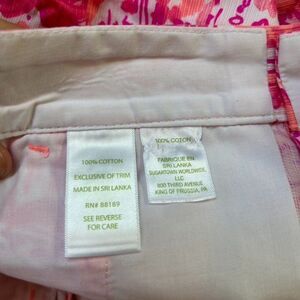 100% COTTON
EXCLUSIVE OF TRIM
MADE IN SRI LANKA
RN# 88189
SEE REVERSE
FOR CARE
100% COTON
FABRIQUE EN
SRI LANKA
SUGARTOWN WORLDWIDE,
LLC
800 THIRD AVENUE
KING OF PRUSSIA, PA